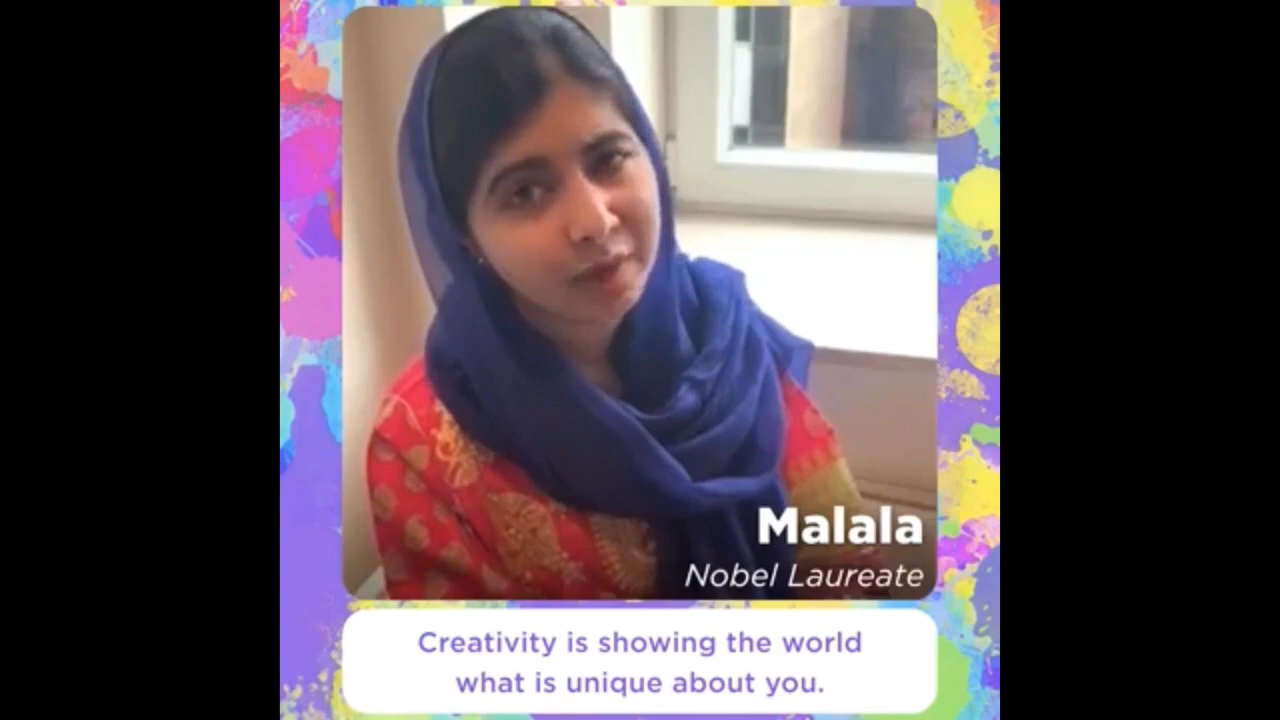 Malala
Nobel Laureate
Creativity is showing the world
what is unique about you.